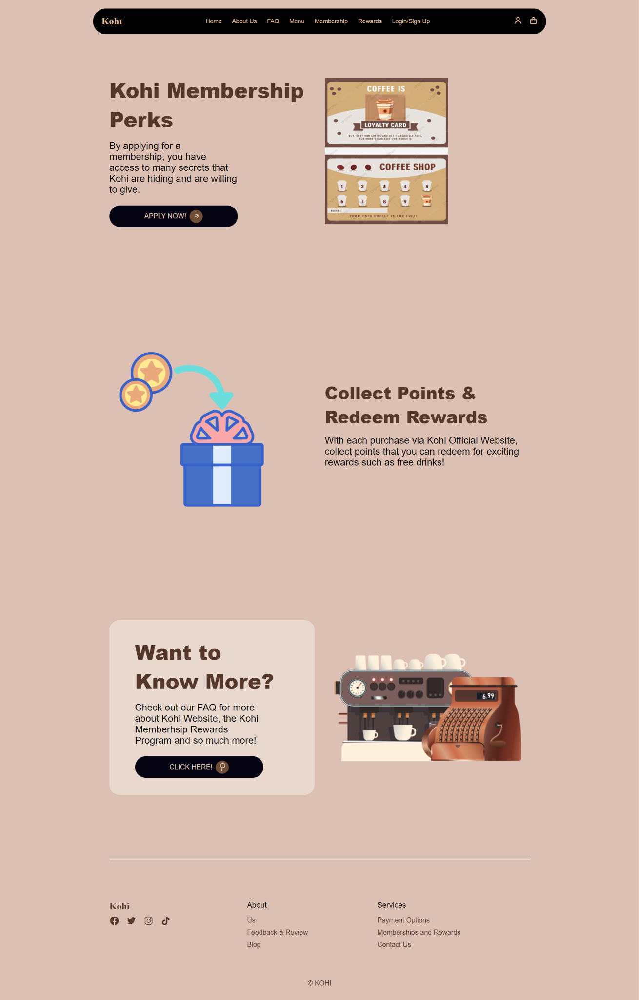 Kōhī
Home About Us FAQ Menu Membership Rewards Login/Sign Up
Kohi Membership
Perks
By applying for a
membership, you have
access to many secrets that
Kohi are hiding and are willing
to give.
APPLY NOW!
COFFEE IS
LOYALTY CARD
BUY 10 OF OUR COFFEE AND GET 1 ABSOUTELY FREE.
FOR MORE DETAILSSEE OUR WEBSITTE
COFFEE SHOP
1 2 3 4 5
6 7 8 9
NAME:
YOUR 10TH COFFEE IS FOR FREE!
Collect Points &
Redeem Rewards
With each purchase via Kohi Official Website,
collect points that you can redeem for exciting
rewards such as free drinks!
Want to
Know More?
Check out our FAQ for more
about Kohi Website, the Kohi
Memberhsip Rewards
Program and so much more!
CLICK HERE!
6.99
Kohi
About
Us
Feedback & Review
Blog
Services
Payment Options
Memberships and Rewards
Contact Us
© KOHI